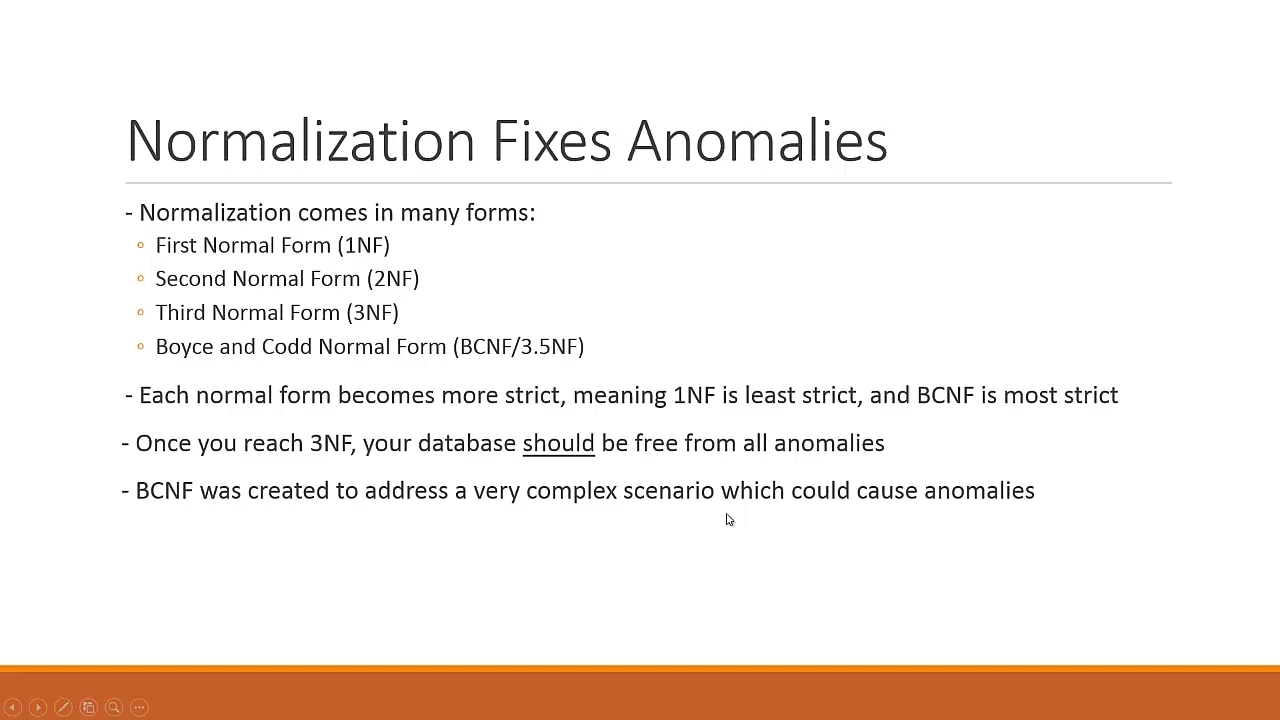 Normalization Fixes Anomalies
- Normalization comes in many forms:
◦ First Normal Form (1NF)
◦ Second Normal Form (2NF)
◦ Third Normal Form (3NF)
◦ Boyce and Codd Normal Form (BCNF/3.5NF)
- Each normal form becomes more strict, meaning 1NF is least strict, and BCNF is most strict
- Once you reach 3NF, your database should be free from all anomalies
- BCNF was created to address a very complex scenario which could cause anomalies